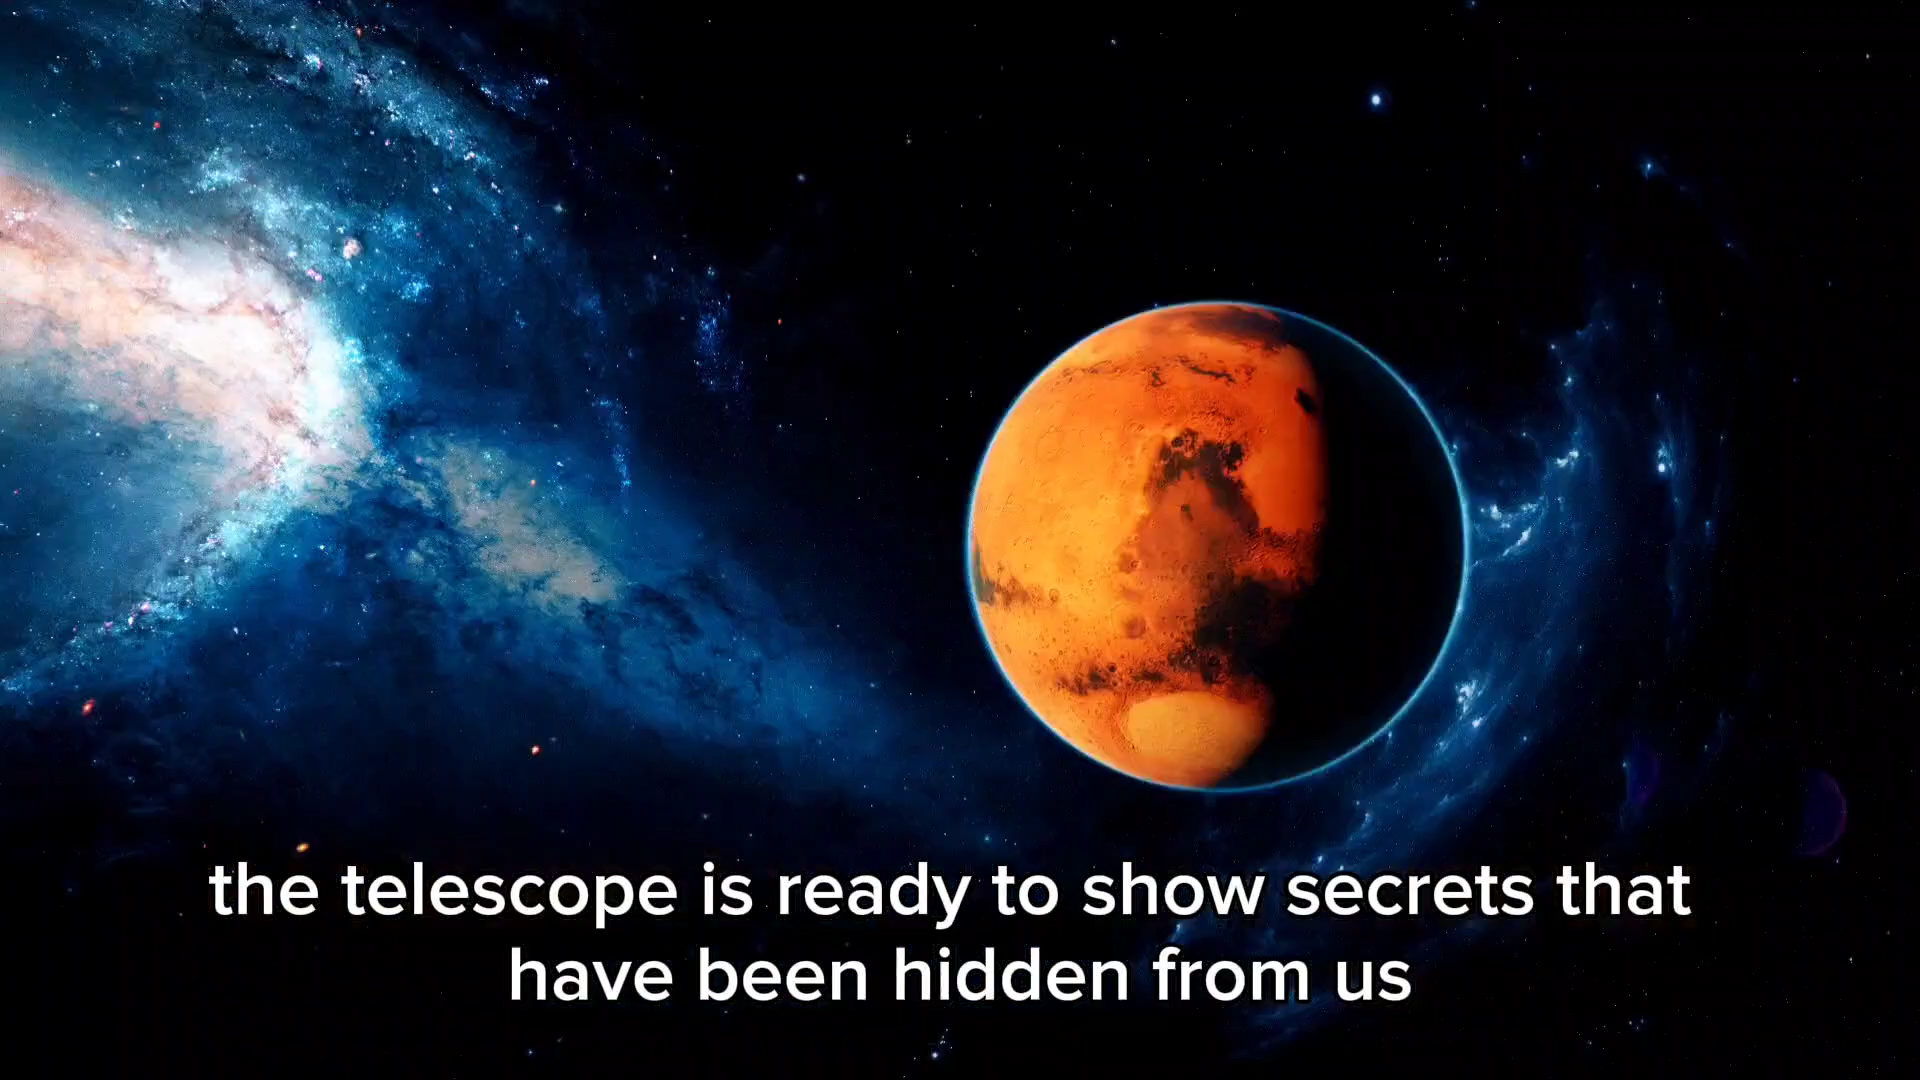 the telescope is ready to show secrets that
have been hidden from us